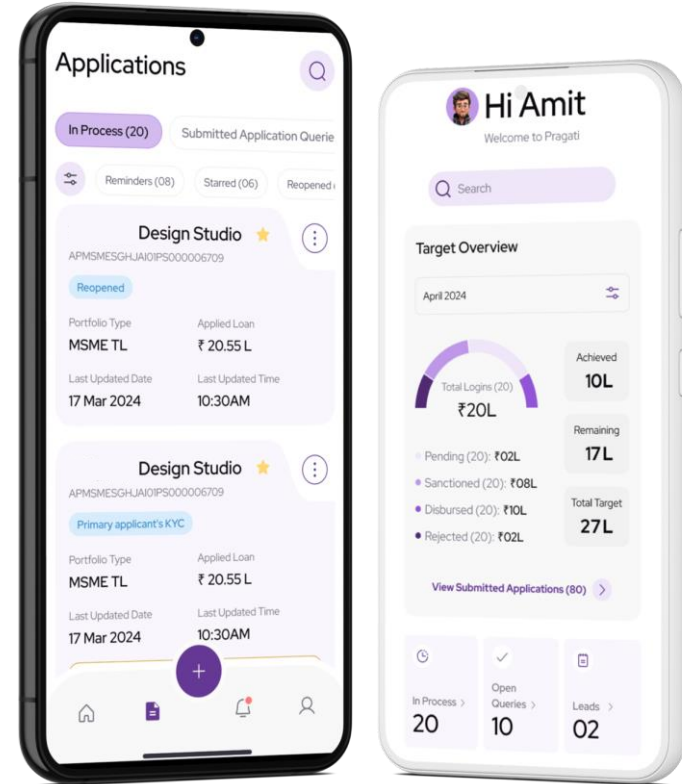 Applications
In Process (20)
Submitted Application Querie
Reminders (08)
Starred (06)
Reopened
Design Studio
APMSMESGHJAI01PS000006709
Reopened
Portfolio Type
Applied Loan
MSME TL
₹ 20.55 L
Last Updated Date
Last Updated Time
17 Mar 2024
10:30AM
Design Studio
APMSMESGHJAI01PS000006709
Primary applicant's KYC
Portfolio Type
Applied Loan
MSME TL
₹ 20.55 L
Last Updated Date
Last Updated Time
17 Mar 2024
10:30AM
+
Hi Amit
Welcome to Pragati
Search
Target Overview
April 2024
Total Logins (20)
₹20L
Pending (20): ₹02L
Sanctioned (20): ₹08L
Disbursed (20): ₹10L
Rejected (20): ₹02L
Achieved
10L
Remaining
17L
Total Target
27L
View Submitted Applications (80) >
In Process >
20
Open
Queries >
10
Leads >
02